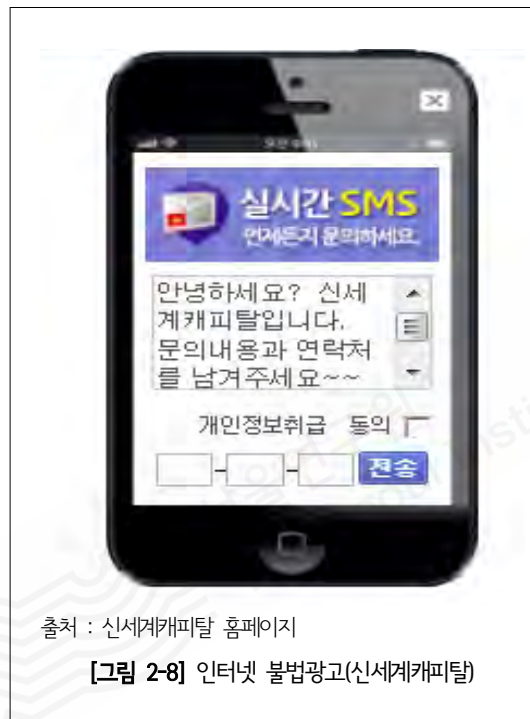 실시간 SMS
언제든지 문의하세요.
안녕하세요? 신세
계캐피탈입니다.
문의내용과 연락처
를 남겨주세요~~
개인정보취급 동의
- -
전송
출처 : 신세계캐피탈 홈페이지
[그림 2-8] 인터넷 불법광고(신세계캐피탈)